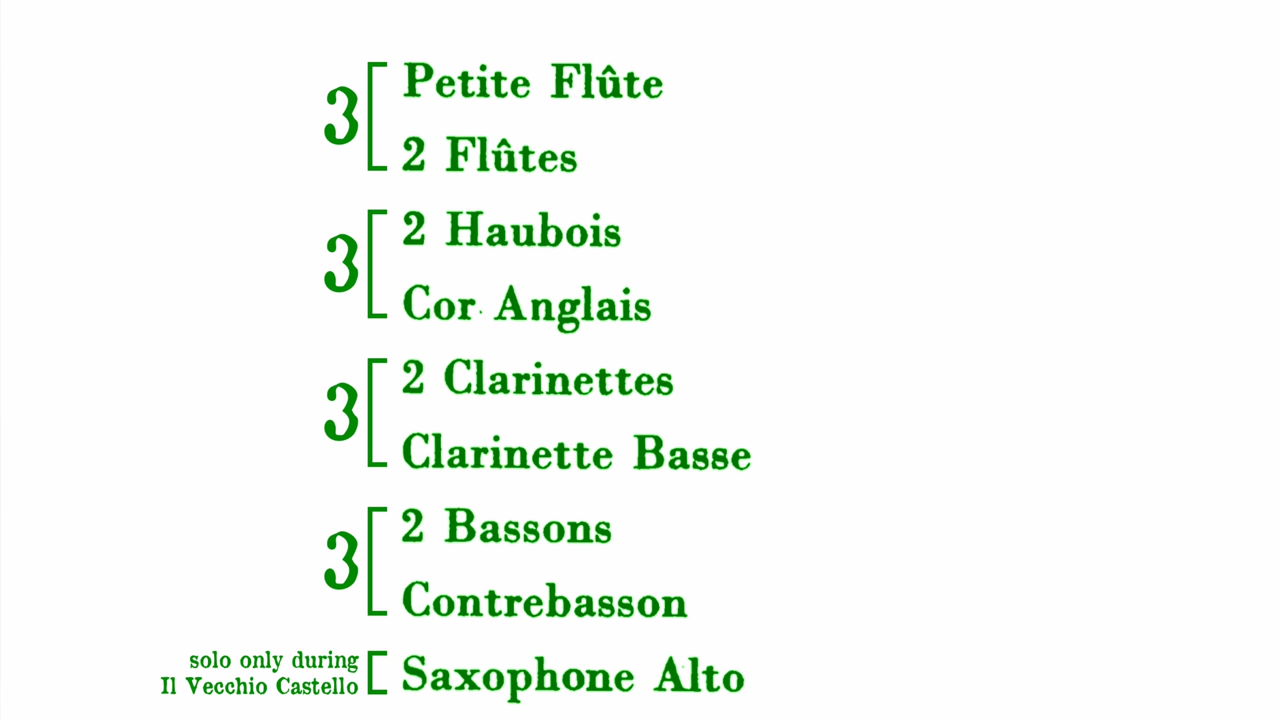 3
Petite Flûte
2 Flûtes
3
2 Haubois
Cor Anglais
3
2 Clarinettes
Clarinette Basse
3
2 Bassons
Contrebasson
solo only during
Il Vecchio Castello
Saxophone Alto